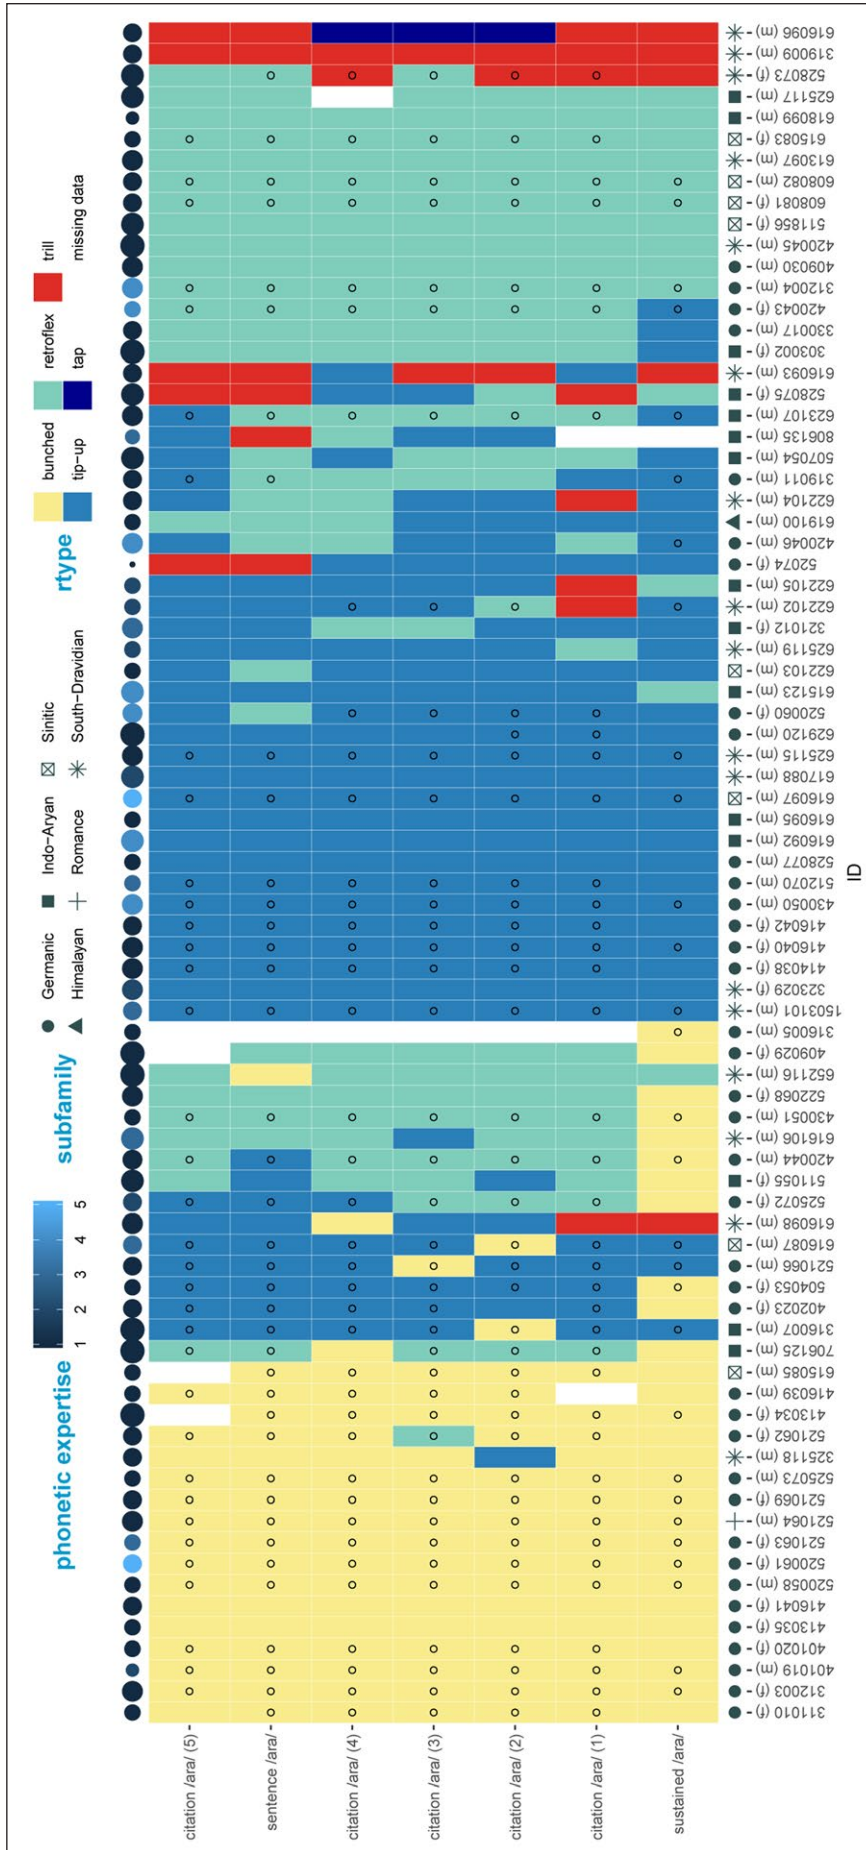 phonetic expertise
1 2 3 4 5
subfamily
Germanic Indo-Aryan Sinitic
Himalayan Romance South-Dravidian
rtype
bunched retroflex trill
tip-up tap missing data
citation /ara/ (5)
sentence /ara/
citation /ara/ (4)
citation /ara/ (3)
citation /ara/ (2)
citation /ara/ (1)
sustained /ara/
311010 (f)
312003 (f)
401019 (m)
401020 (f)
413035 (f)
416041 (f)
520058 (m)
520061 (f)
521063 (f)
521064 (m)
521069 (f)
525073 (m)
325118 (m)
521062 (f)
413034 (f)
416039 (m)
615085 (m)
706125 (m)
316007 (m)
402023 (f)
504053 (f)
521066 (m)
616087 (m)
616098 (m)
525072 (f)
511055 (f)
420044 (m)
616106 (m)
430051 (m)
522068 (f)
652116 (m)
409029 (f)
316005 (m)
1503101 (m)
323029 (f)
414038 (f)
416040 (m)
416042 (f)
430050 (m)
512070 (f)
528077 (f)
616092 (m)
616095 (m)
616097 (m)
617088 (m)
625115 (m)
629120 (m)
520060 (f)
615123 (m)
622103 (m)
625119 (m)
321012 (f)
622102 (m)
622105 (m)
52074 (f)
420046 (m)
619100 (m)
622104 (m)
319011 (m)
507054 (m)
806135 (m)
623107 (m)
528075 (f)
616093 (m)
303002 (m)
330017 (m)
420043 (f)
312004 (m)
409030 (m)
420045 (m)
511856 (f)
608081 (f)
608082 (m)
613097 (m)
615083 (f)
618099 (m)
625117 (m)
528073 (f)
319009 (m)
616096 (m)
ID